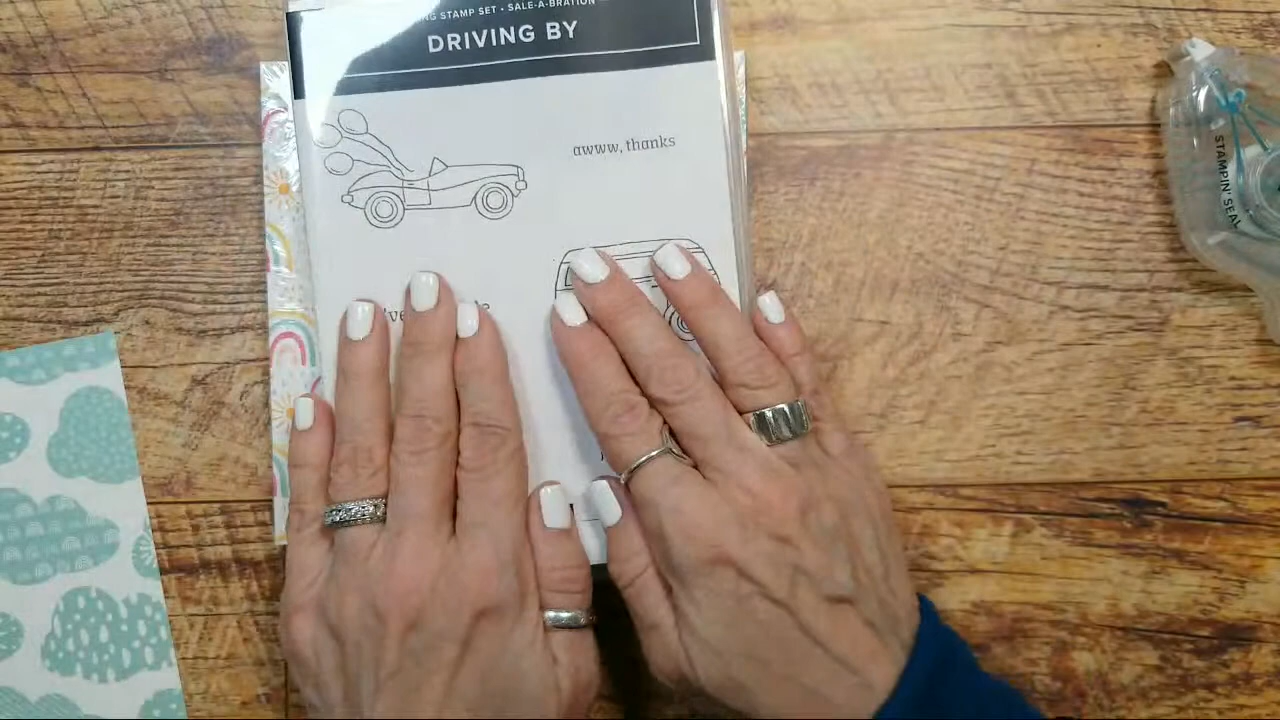 STAMP SET • SALE-A-BRATION
DRIVING BY
awww, thanks
STAMPIN' SEAL